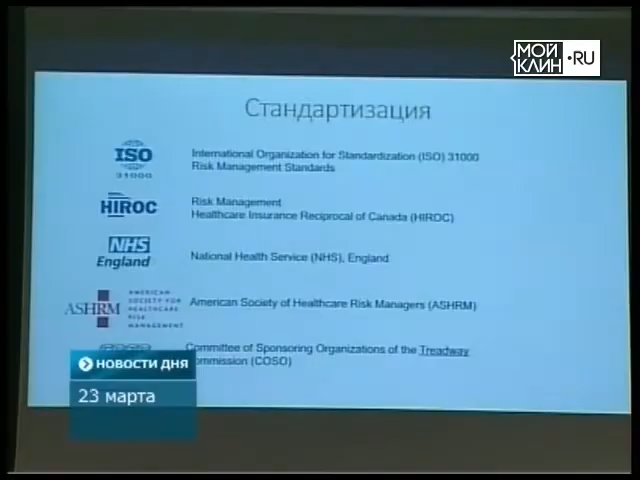 МОЙ
КЛИН .RU
Стандартизация
ISO
31000
International Organization for Standardization (ISO) 31000
Risk Management Standards
HIROC
Risk Management
Healthcare Insurance Reciprocal of Canada (HIROC)
NHS
England
National Health Service (NHS), England
ASHRM
AMERICAN
SOCIETY FOR
HEALTHCARE
RISK
MANAGEMENT
American Society of Healthcare Risk Managers (ASHRM)
Committee of Sponsoring Organizations of the Treadway
ommission (COSO)
НОВОСТИ ДНЯ
23 марта